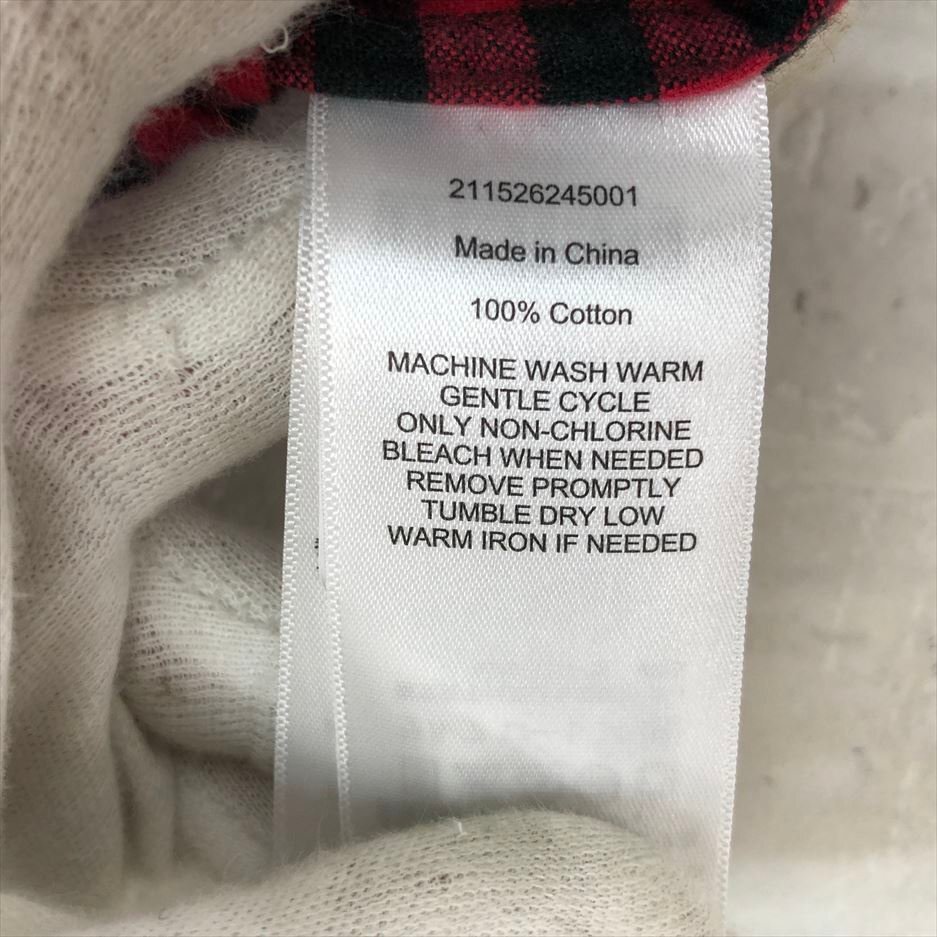 211526245001
Made in China
100% Cotton
MACHINE WASH WARM
GENTLE CYCLE
ONLY NON-CHLORINE
BLEACH WHEN NEEDED
REMOVE PROMPTLY
TUMBLE DRY LOW
WARM IRON IF NEEDED